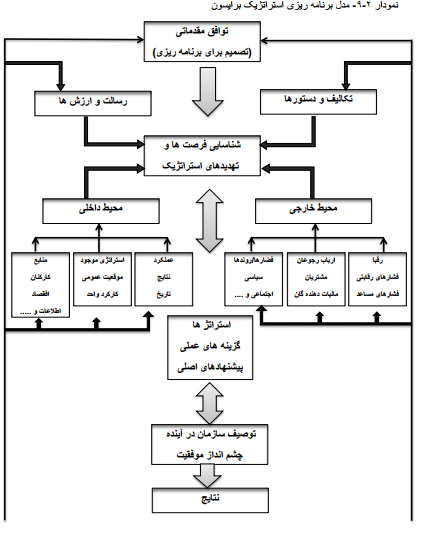 نمودار ۲-۹- مدل برنامه ریزی استراتژیک برایسون
توافق مقدماتی
(تصمیم برای برنامه ریزی)
تکالیف و دستورها
رسالت و ارزش ها
شناسایی فرصت ها و
تهدیدهای استراتژیک
محیط خارجی
محیط داخلی
رقبا
فشارهای رقابتی
فشارهای مساعد
ارباب رجوعان
مشتریان
مالیات دهنده گان
فشارها/روندها
سیاسی
اجتماعی و ....
عملکرد
نتایج
تاریخ
استراتژی موجود
موقعیت عمومی
کارکرد واحد
منابع
کارکنان
اقتصاد
اطلاعات و .....
استراتژ ها
گزینه های عملی
پیشنهادهای اصلی
توصیف سازمان در آینده
چشم انداز موفقیت
نتایج